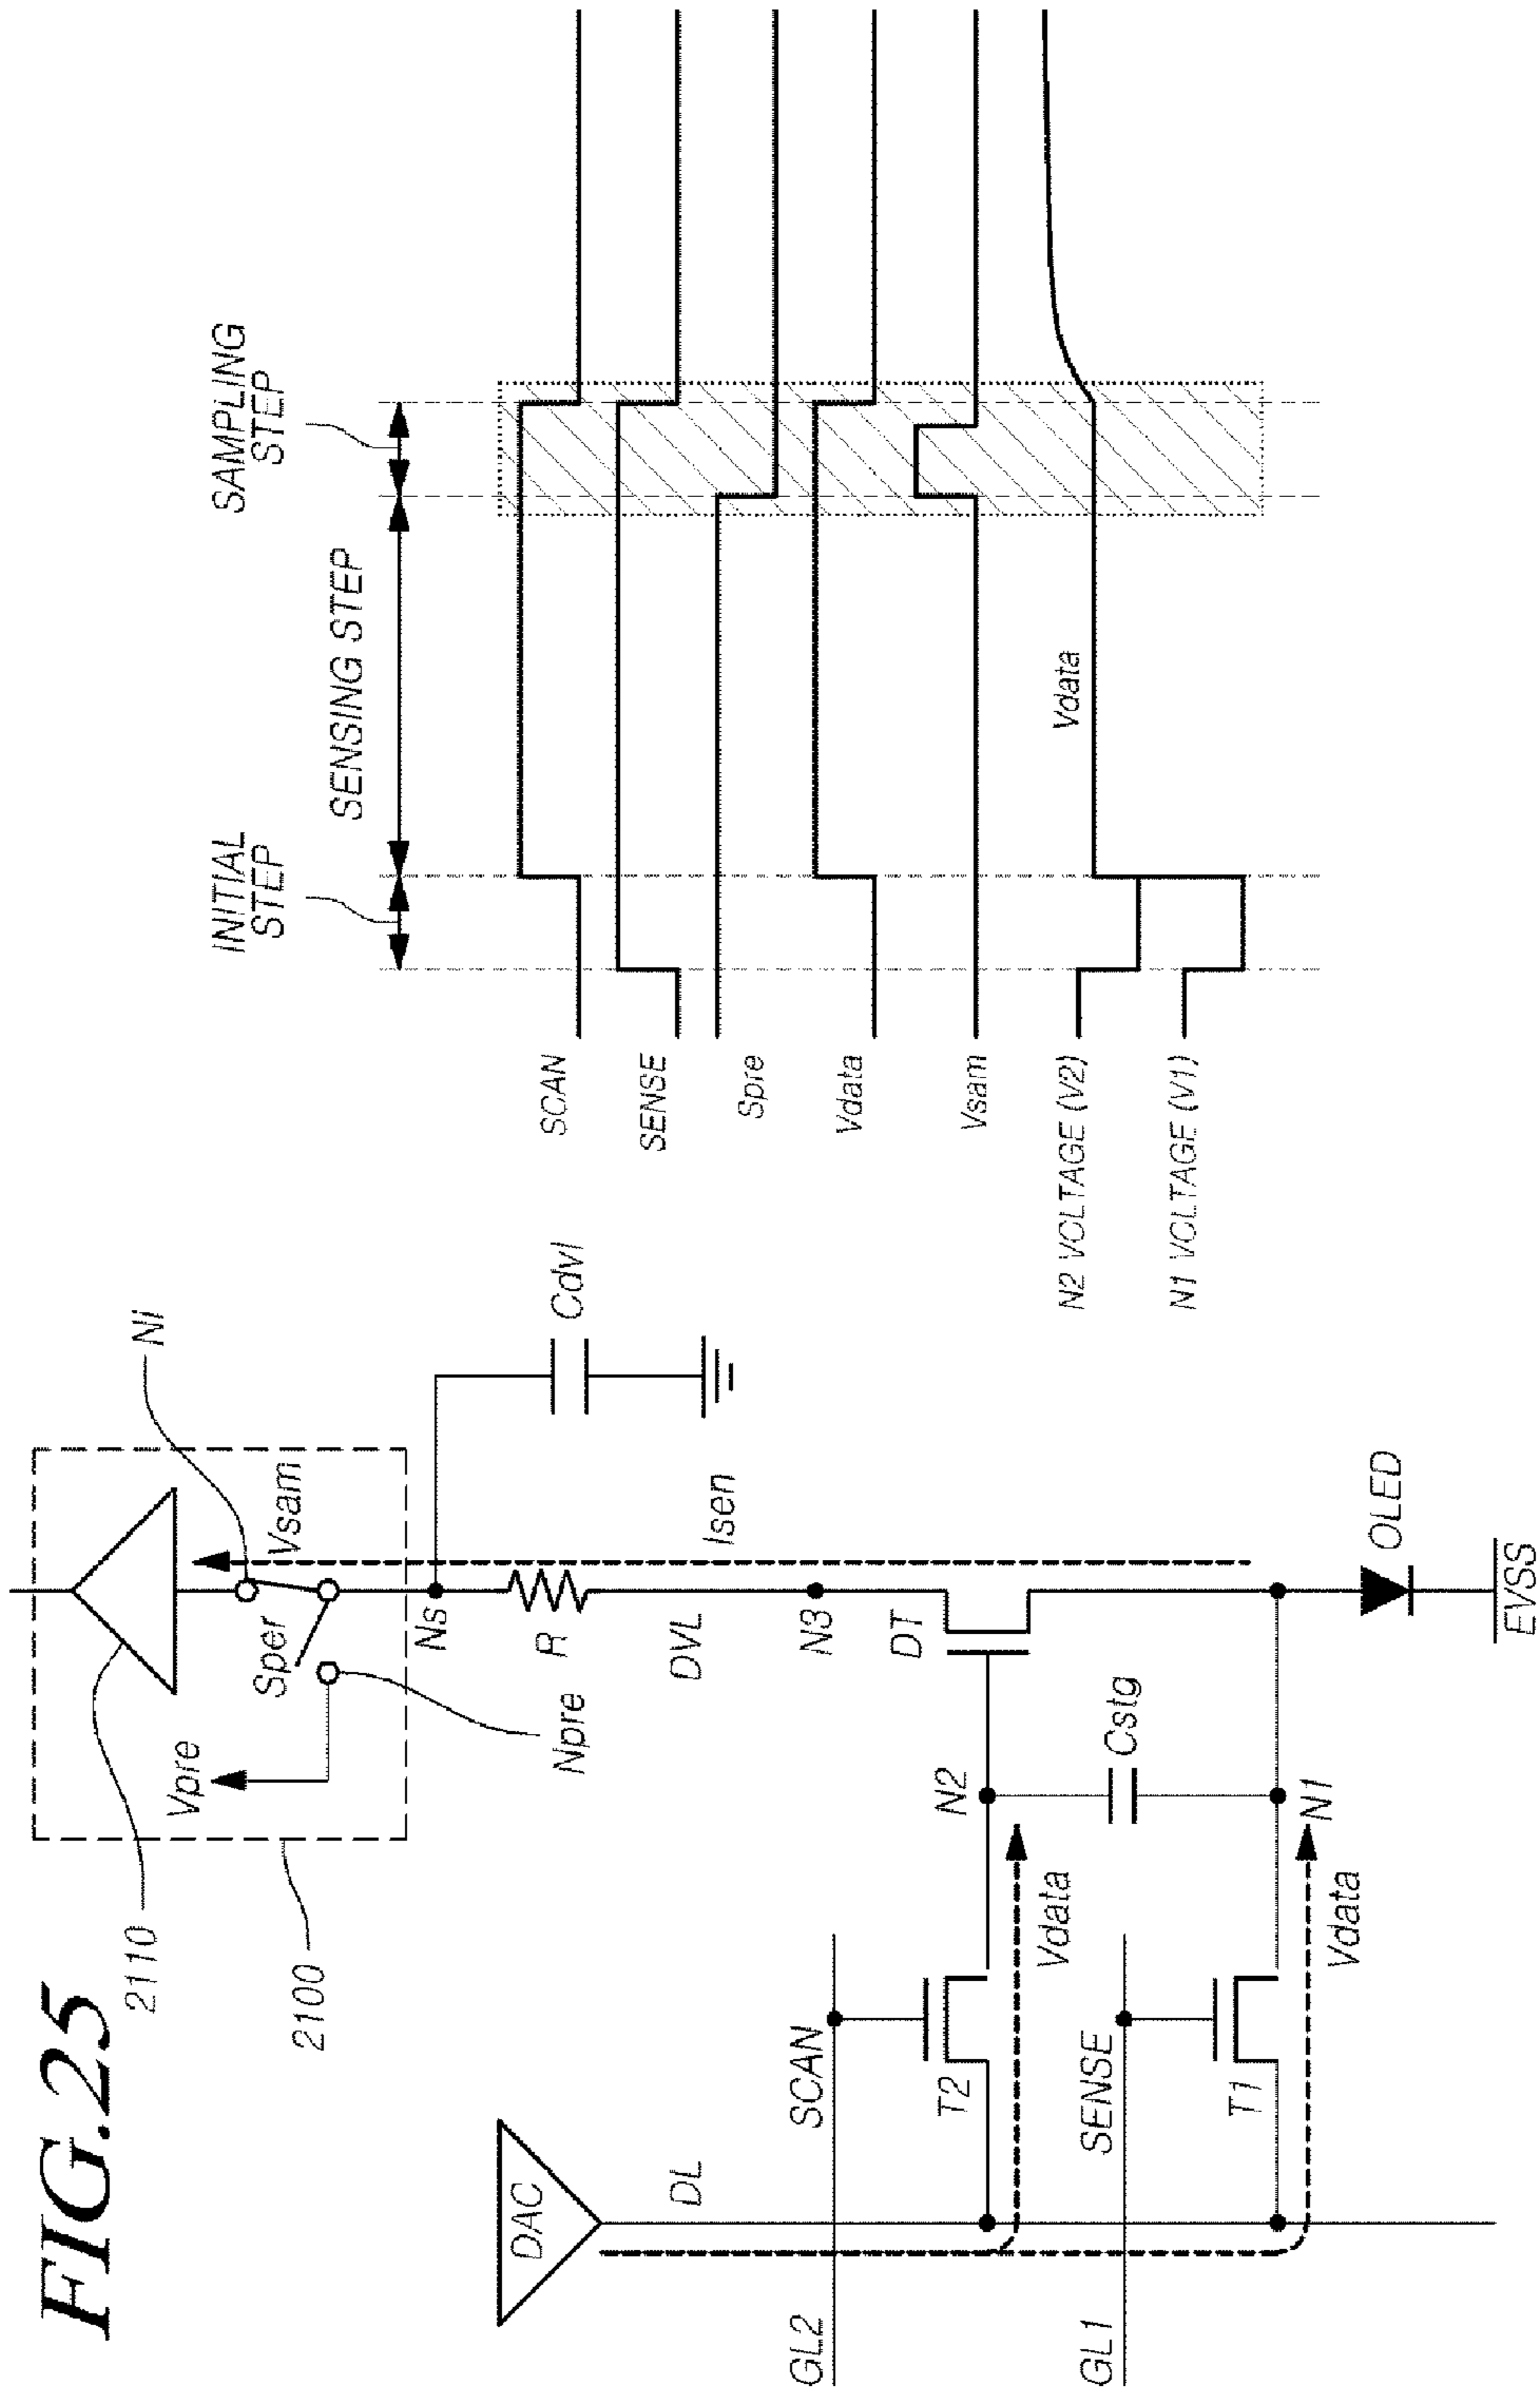 FIG.25
2110
Ni
Vpre
Vsam
Sper
2100
Npre
Ns
Cdvl
R
Isen
DVL
N3
DT
DAC
DL
GL2
SCAN
T2
N2
Vdata
Cstg
GL1
SENSE
T1
N1
Vdata
OLED
EVSS
INITIAL
STEP
SENSING STEP
SAMPLING
STEP
SCAN
SENSE
Spre
Vdata
Vsam
N2 VOLTAGE (V2)
Vdata
N1 VOLTAGE (V1)